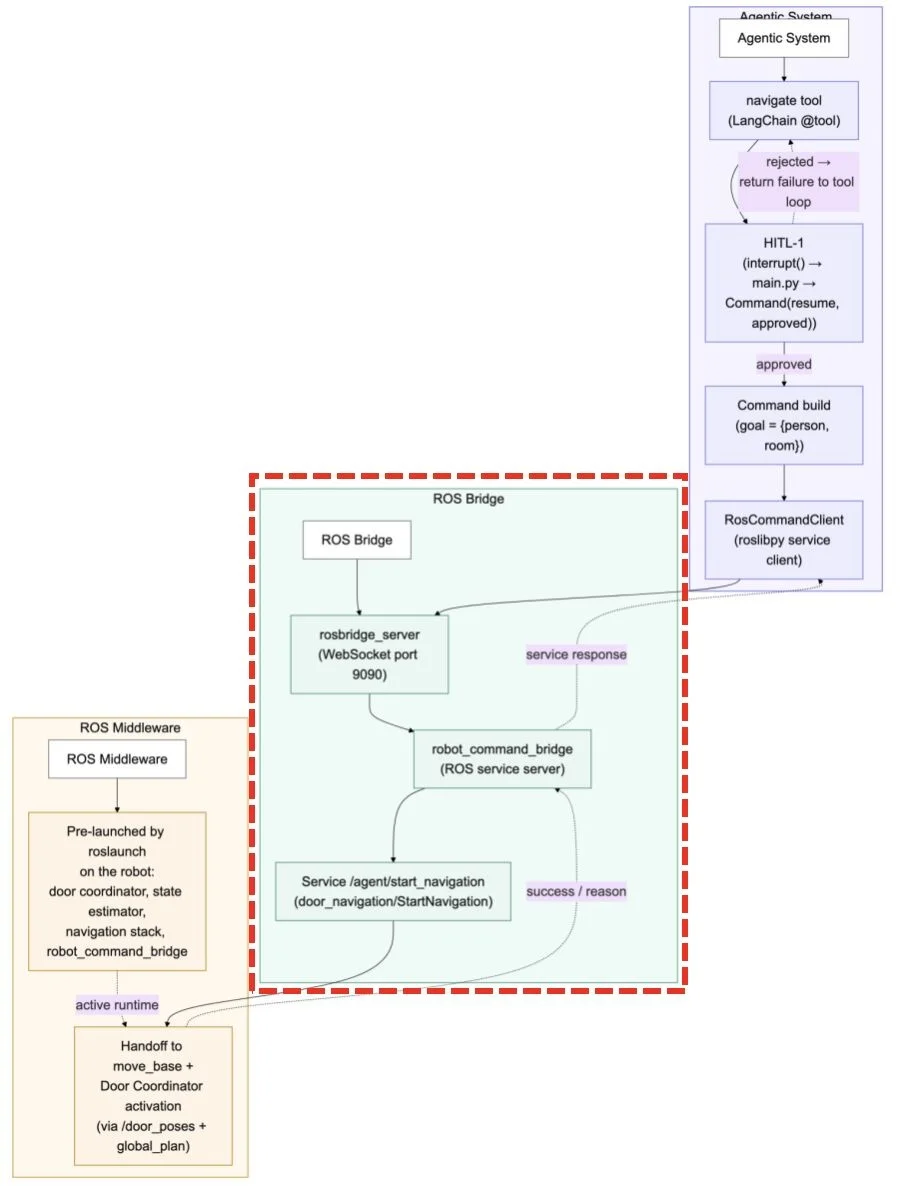 Agentic System
Agentic System
navigate tool
(LangChain @tool)
rejected →
return failure to tool
loop
HITL-1
(interrupt() →
main.py →
Command(resume,
approved))
approved
Command build
(goal = {person,
room})
RosCommandClient
(roslibpy service
client)
ROS Bridge
ROS Bridge
rosbridge_server
(WebSocket port
9090)
service response
robot_command_bridge
(ROS service server)
Service /agent/start_navigation
(door_navigation/StartNavigation)
success / reason
ROS Middleware
ROS Middleware
Pre-launched by
roslaunch
on the robot:
door coordinator, state
estimator,
navigation stack,
robot_command_bridge
active runtime
Handoff to
move_base +
Door Coordinator
activation
(via /door_poses +
global_plan)